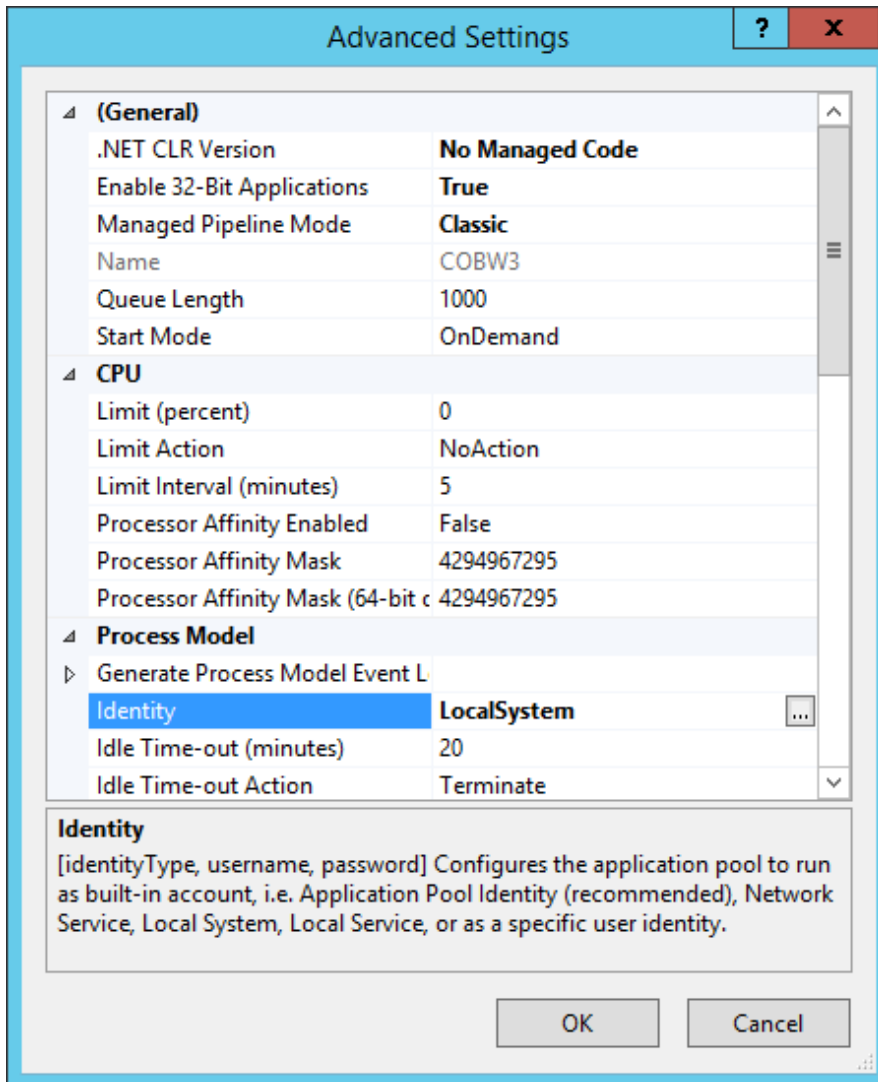 Advanced Settings
?
x
(General)
.NET CLR Version No Managed Code
Enable 32-Bit Applications True
Managed Pipeline Mode Classic
Name COBW3
Queue Length 1000
Start Mode OnDemand
CPU
Limit (percent) 0
Limit Action NoAction
Limit Interval (minutes) 5
Processor Affinity Enabled False
Processor Affinity Mask 4294967295
Processor Affinity Mask (64-bit c 4294967295
Process Model
Generate Process Model Event L
Identity LocalSystem ...
Idle Time-out (minutes) 20
Idle Time-out Action Terminate
Identity
[identityType, username, password] Configures the application pool to run
as built-in account, i.e. Application Pool Identity (recommended), Network
Service, Local System, Local Service, or as a specific user identity.
OK Cancel